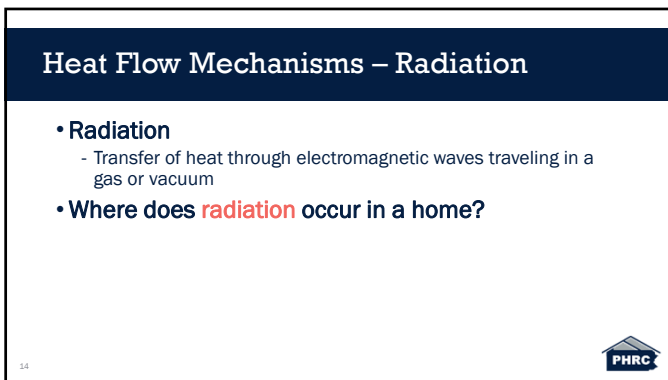 Heat Flow Mechanisms – Radiation
• Radiation
- Transfer of heat through electromagnetic waves traveling in a
gas or vacuum
• Where does radiation occur in a home?
14
PHRC